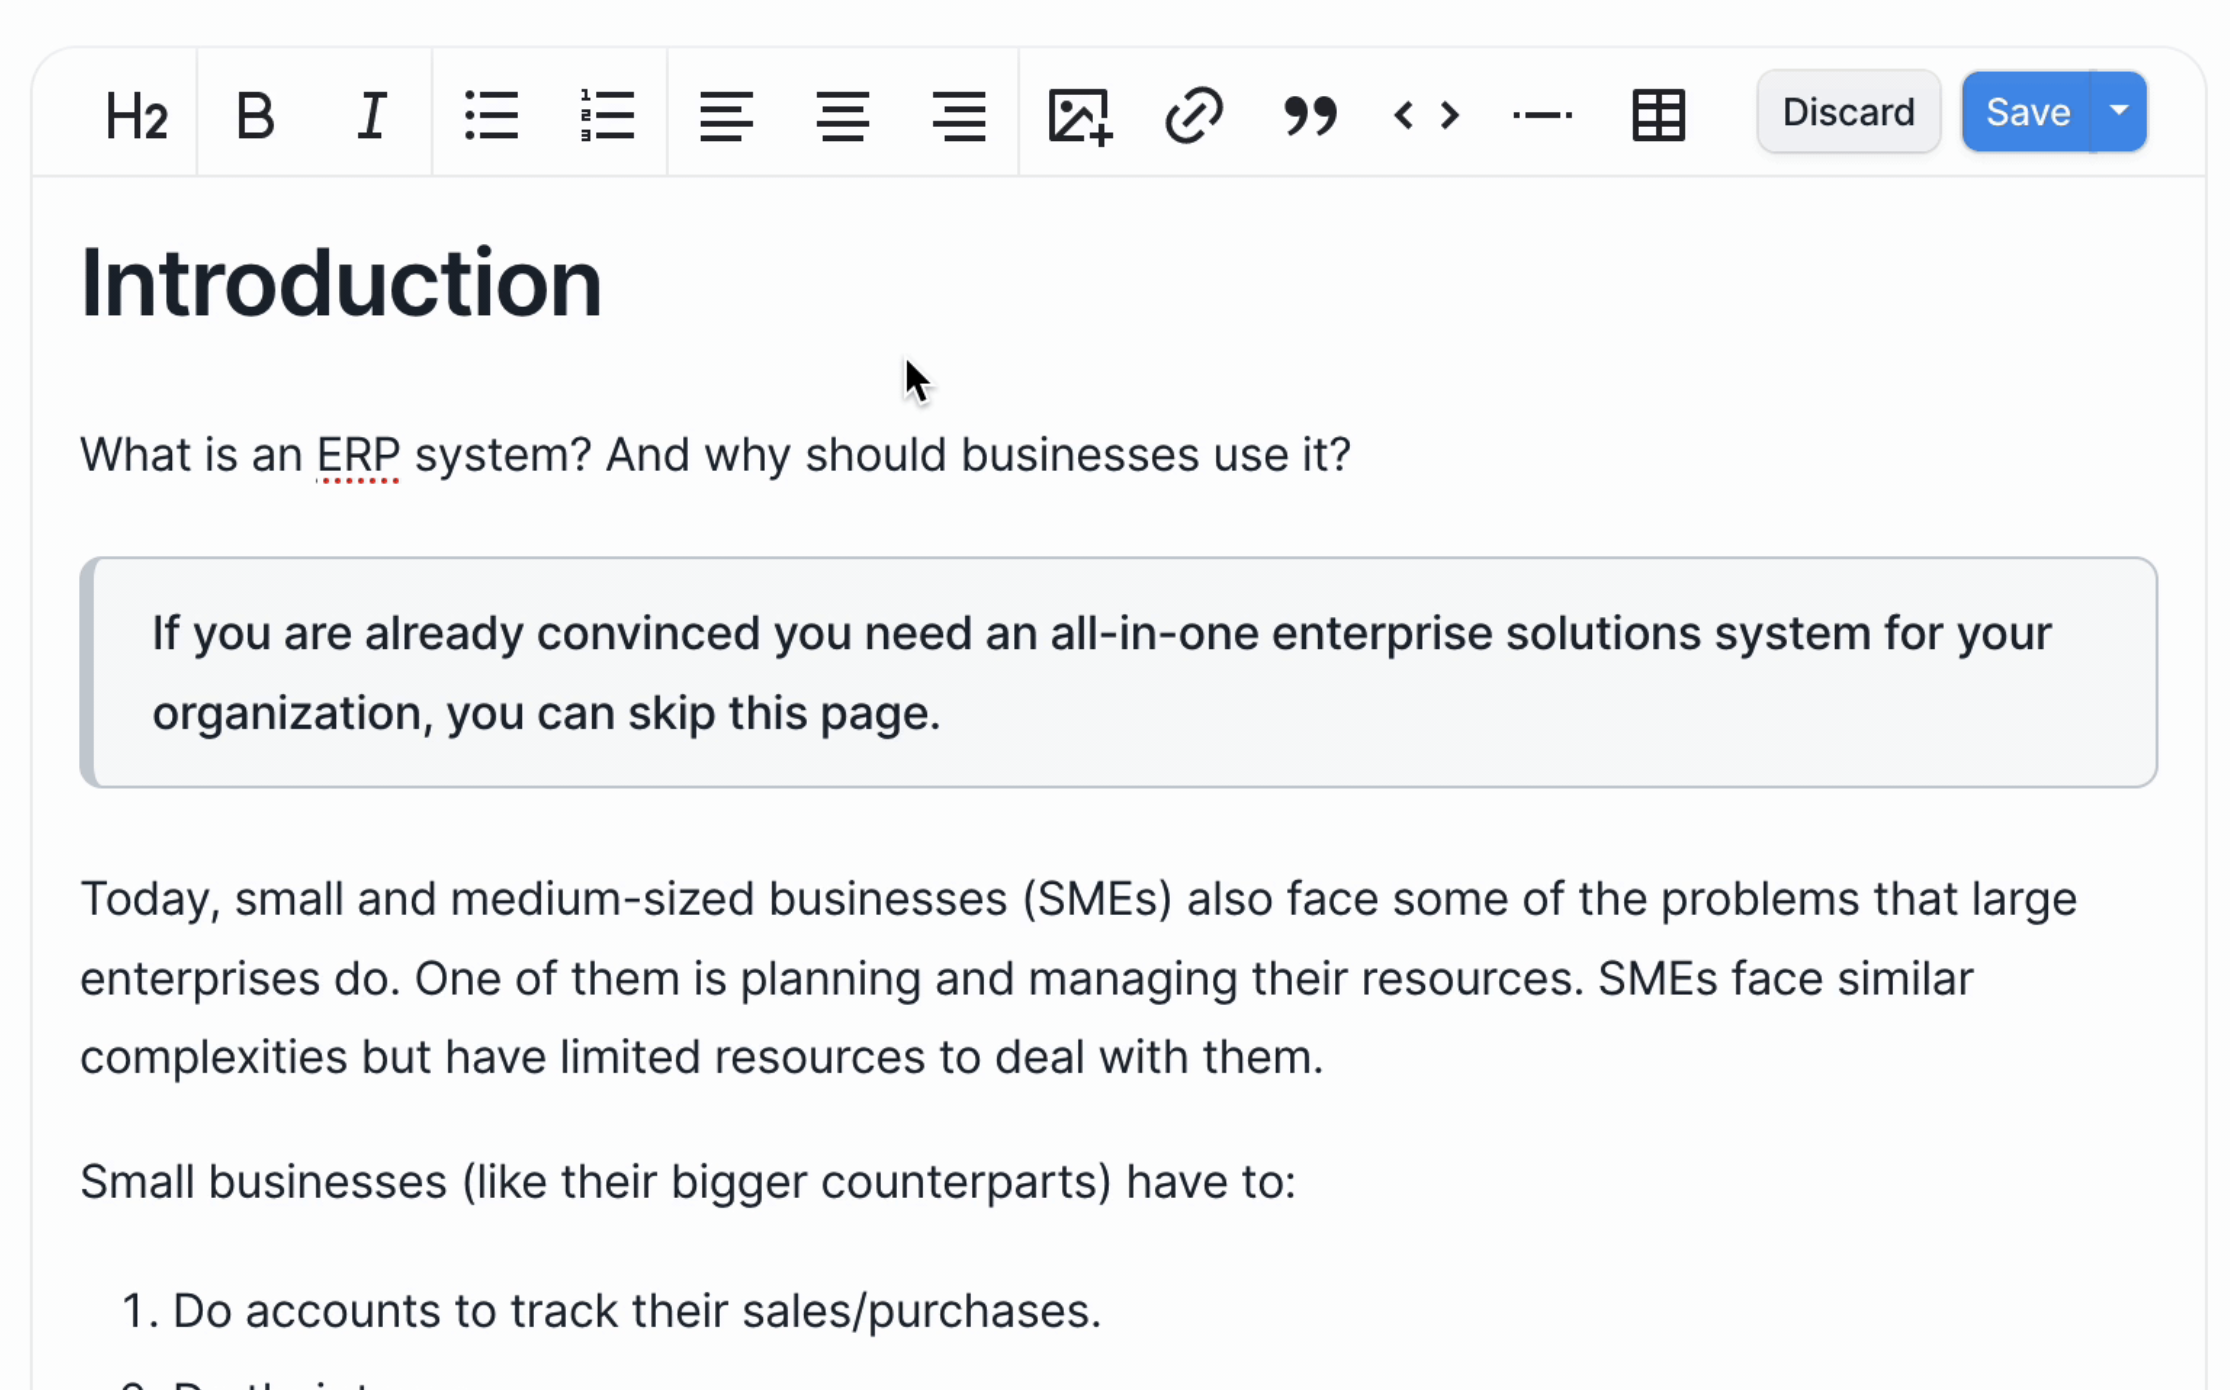 H2 B I 1 2 3 Discard Save
Introduction
What is an ERP system? And why should businesses use it?
If you are already convinced you need an all-in-one enterprise solutions system for your
organization, you can skip this page.
Today, small and medium-sized businesses (SMEs) also face some of the problems that large
enterprises do. One of them is planning and managing their resources. SMEs face similar
complexities but have limited resources to deal with them.
Small businesses (like their bigger counterparts) have to:
1. Do accounts to track their sales/purchases.